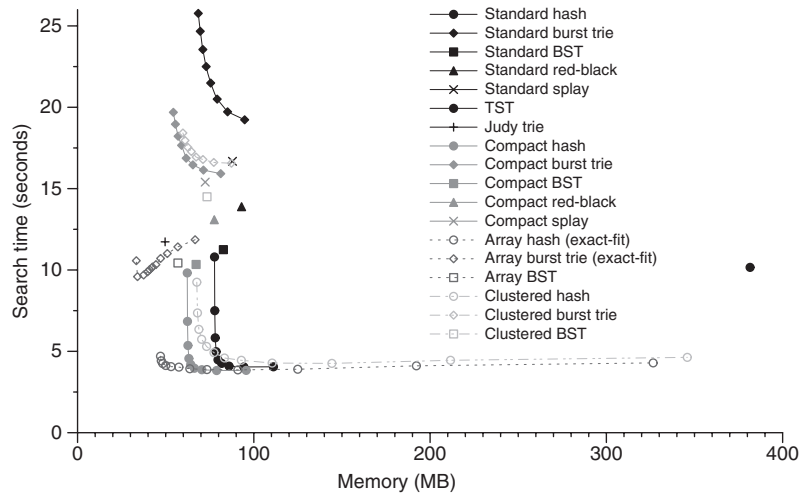 25
20
15
10
5
0
Search time (seconds)
0
100
200
300
400
Memory (MB)
Standard hash
Standard burst trie
Standard BST
Standard red-black
Standard splay
TST
Judy trie
Compact hash
Compact burst trie
Compact BST
Compact red-black
Compact splay
Array hash (exact-fit)
Array burst trie (exact-fit)
Array BST
Clustered hash
Clustered burst trie
Clustered BST